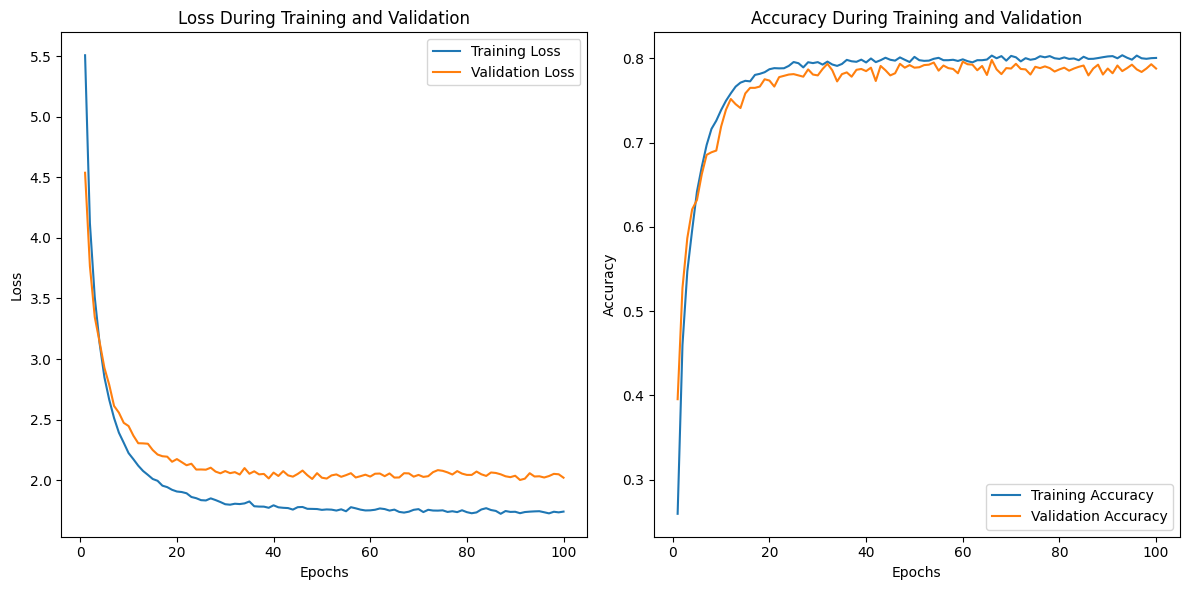 Loss During Training and Validation
Training Loss
Validation Loss
5.5
5.0
4.5
4.0
3.5
3.0
2.5
2.0
Loss
0 20 40 60 80 100
Epochs
Accuracy During Training and Validation
0.8
0.7
0.6
0.5
0.4
0.3
Accuracy
Training Accuracy
Validation Accuracy
0 20 40 60 80 100
Epochs